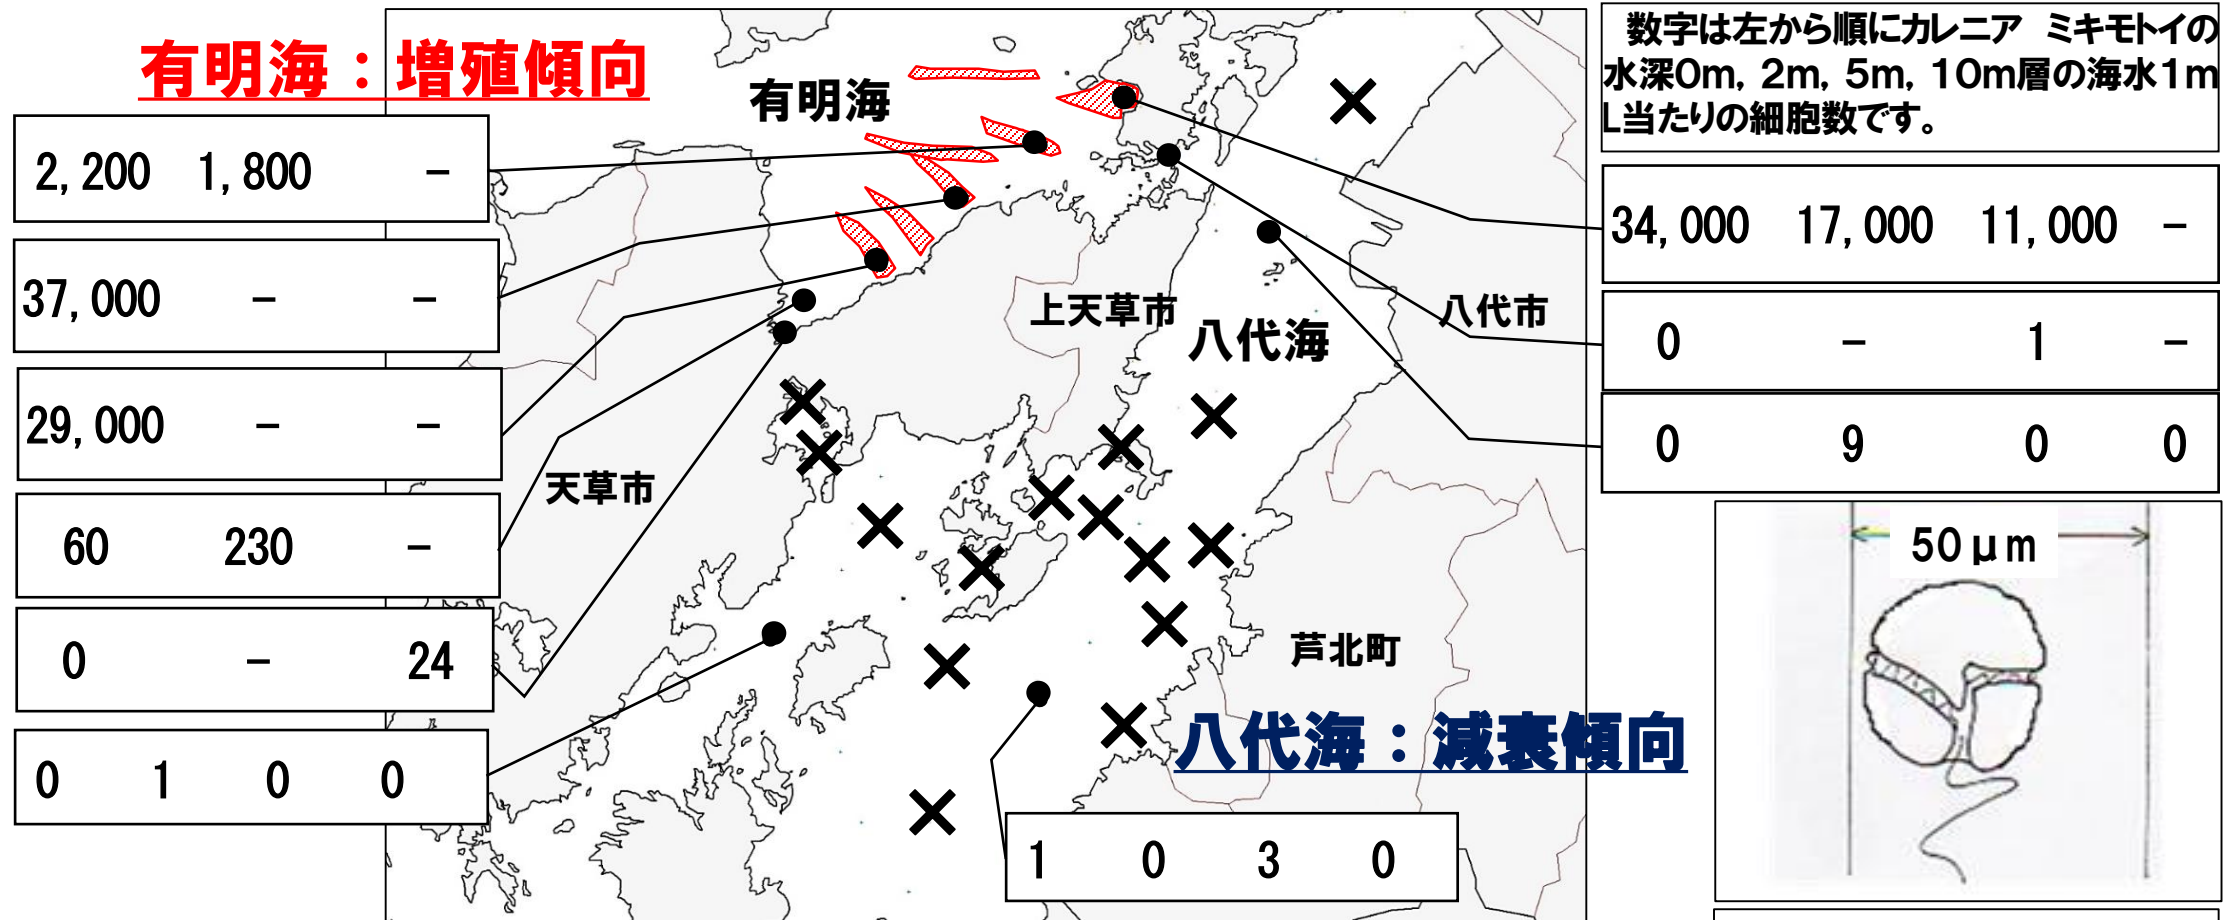 有明海：増殖傾向
数字は左から順にカレニア　ミキモトイの
水深0m, 2m, 5m, 10m層の海水1m
L当たりの細胞数です。
有明海
2,200 1,800 −
37,000 − −
29,000 − −
60 230 −
0 − 24
0 1 0 0
34,000 17,000 11,000 −
0 − 1 −
0 9 0 0
上天草市
八代海
八代市
天草市
芦北町
八代海：減衰傾向
1 0 3 0
50μm